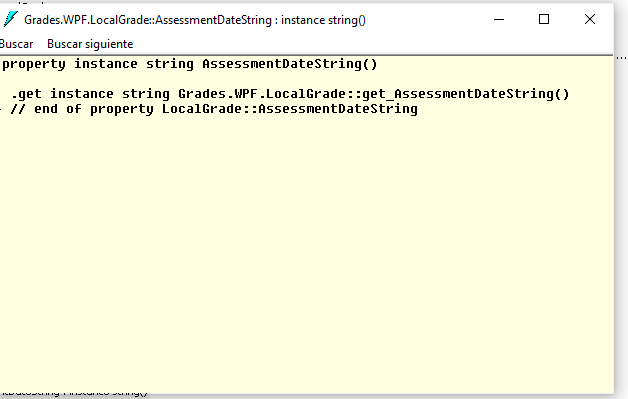 Grades.WPF.LocalGrade::AssessmentDateString : instance string()
Buscar Buscar siguiente
property instance string AssessmentDateString()
.get instance string Grades.WPF.LocalGrade::get_AssessmentDateString()
// end of property LocalGrade::AssessmentDateString